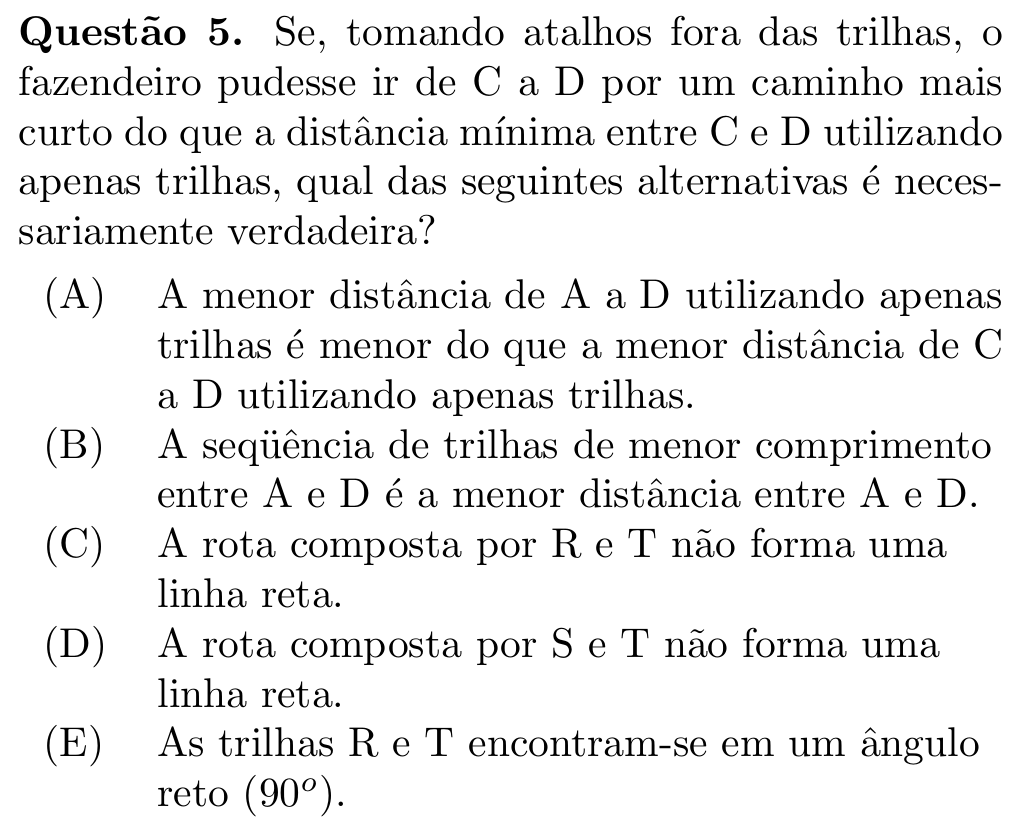 Questão 5. Se, tomando atalhos fora das trilhas, o
fazendeiro pudesse ir de C a D por um caminho mais
curto do que a distância mínima entre C e D utilizando
apenas trilhas, qual das seguintes alternativas é neces-
sariamente verdadeira?
(A) A menor distância de A a D utilizando apenas
trilhas é menor do que a menor distância de C
a D utilizando apenas trilhas.
(B) A seqüência de trilhas de menor comprimento
entre A e D é a menor distância entre A e D.
(C) A rota composta por R e T não forma uma
linha reta.
(D) A rota composta por S e T não forma uma
linha reta.
(E) As trilhas R e T encontram-se em um ângulo
reto (90º).